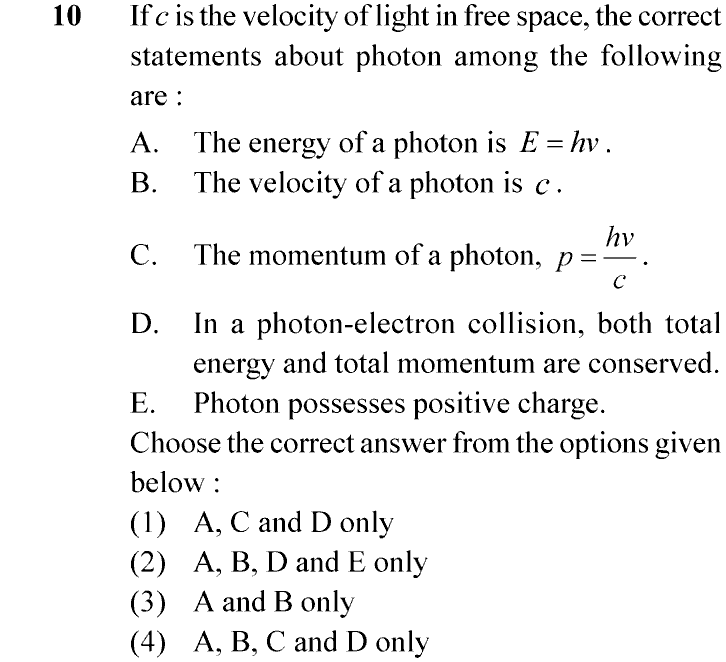 10 If c is the velocity of light in free space, the correct
statements about photon among the following
are :
A. The energy of a photon is E = hν .
B. The velocity of a photon is c .
C. The momentum of a photon, p = hν/c .
D. In a photon-electron collision, both total
energy and total momentum are conserved.
E. Photon possesses positive charge.
Choose the correct answer from the options given
below :
(1) A, C and D only
(2) A, B, D and E only
(3) A and B only
(4) A, B, C and D only